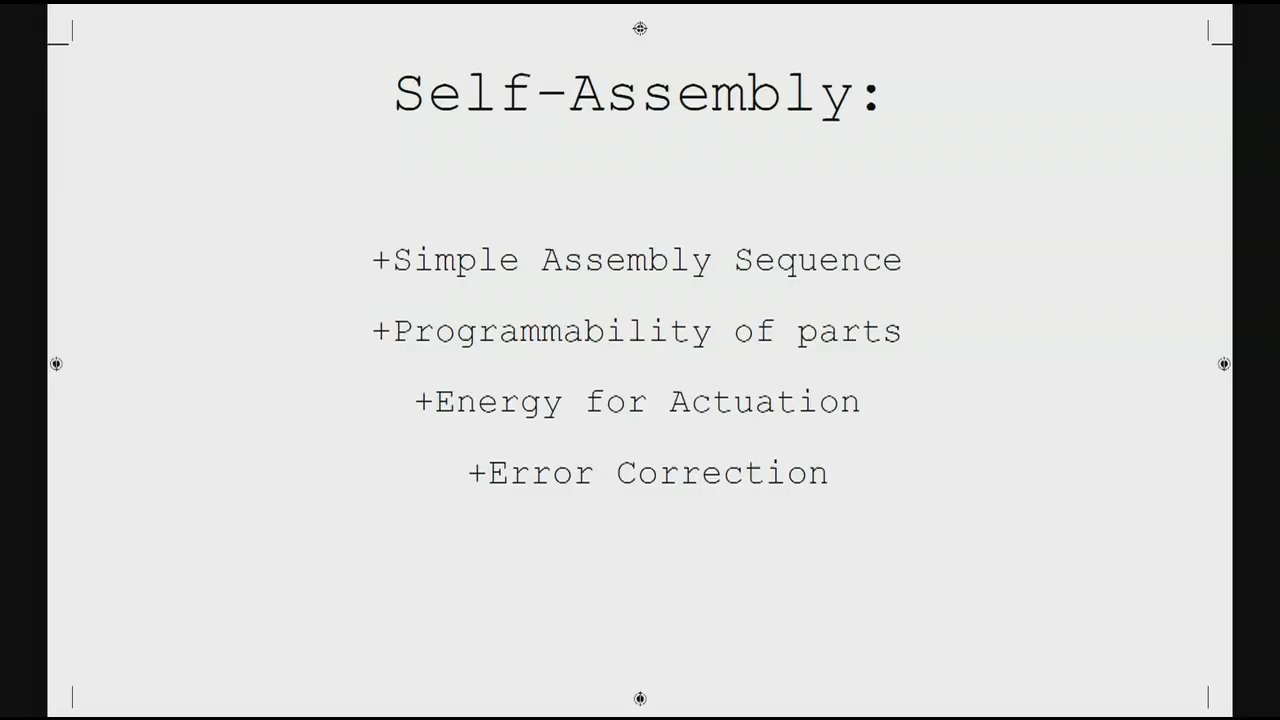 Self-Assembly:
+Simple Assembly Sequence
+Programmability of parts
+Energy for Actuation
+Error Correction